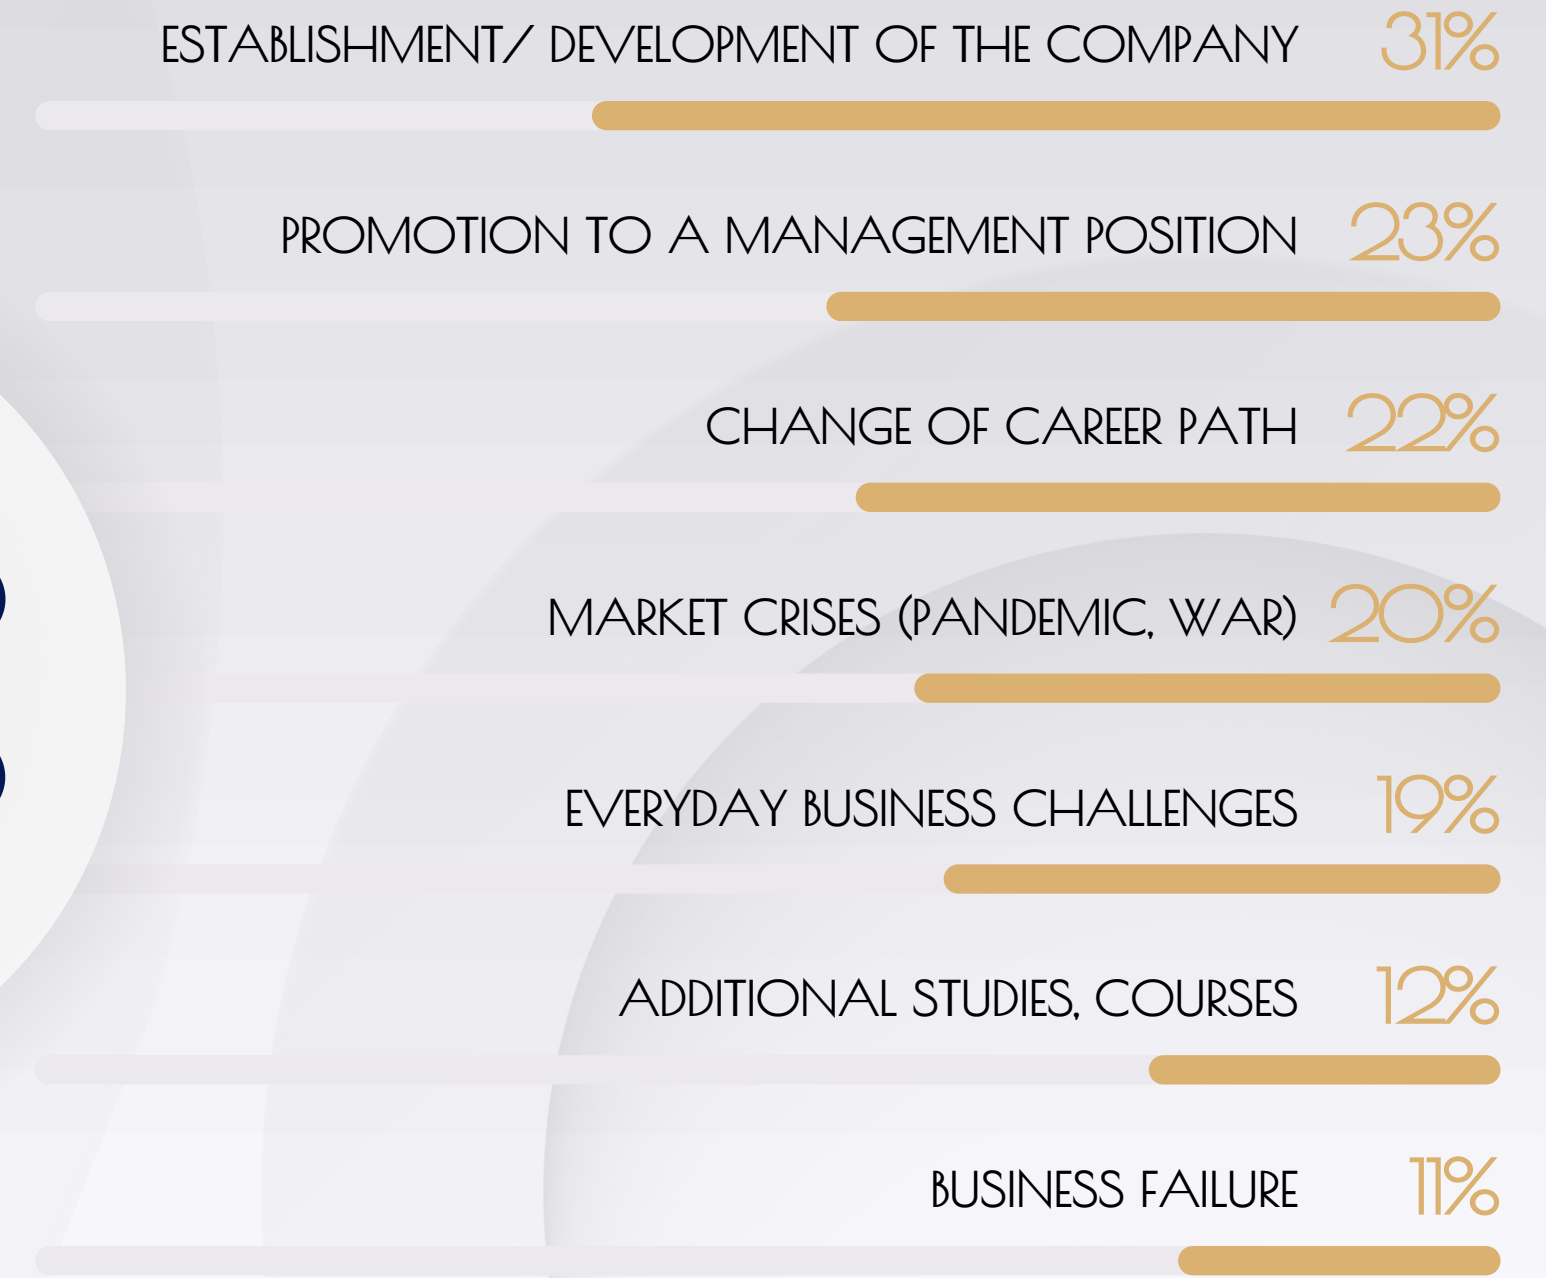 ESTABLISHMENT/ DEVELOPMENT OF THE COMPANY 31%
PROMOTION TO A MANAGEMENT POSITION 23%
CHANGE OF CAREER PATH 22%
MARKET CRISES (PANDEMIC, WAR) 20%
EVERYDAY BUSINESS CHALLENGES 19%
ADDITIONAL STUDIES, COURSES 12%
BUSINESS FAILURE 11%